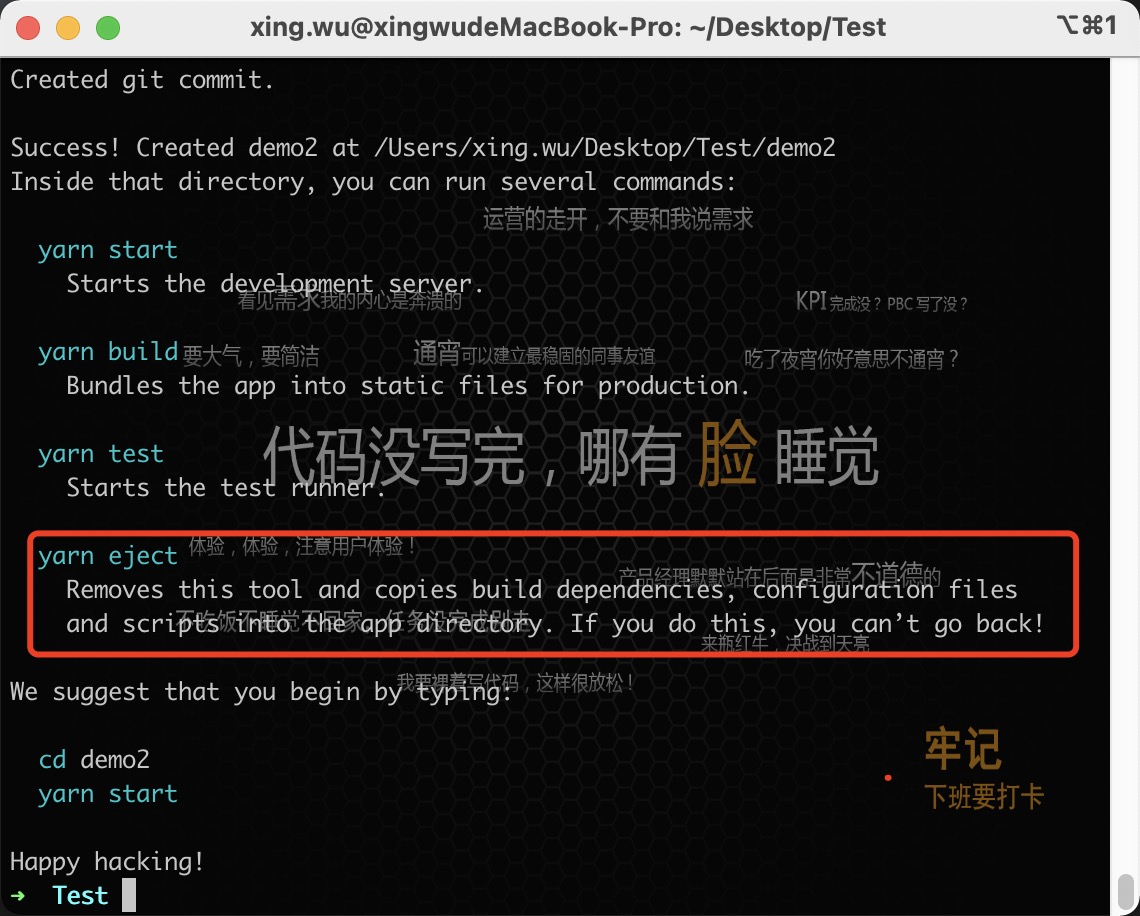 xing.wu@xingwudeMacBook-Pro: ~/Desktop/Test
⌥⌘1
Created git commit.
Success! Created demo2 at /Users/xing.wu/Desktop/Test/demo2
Inside that directory, you can run several commands:
运营的走开，不要和我说需求
yarn start
Starts the development server.
看见需求我的内心是奔溃的
KPI完成没？PBC 写了没？
yarn build
要大气，要简洁
通宵可以建立最稳固的同事友谊
吃了夜宵你好意思不通宵？
Bundles the app into static files for production.
代码没写完，哪有 脸 睡觉
yarn test
Starts the test runner.
yarn eject
体验，体验，注意用户体验！
产品经理默默站在后面是非常不道德的
Removes this tool and copies build dependencies, configuration files
不吃饭不睡觉不回家，任务没完成别走
and scripts into the app directory. If you do this, you can’t go back!
来瓶红牛，决战到天亮
我要裸着写代码，这样很放松！
We suggest that you begin by typing:
牢记
cd demo2
下班要打卡
yarn start
Happy hacking!
➜ Test